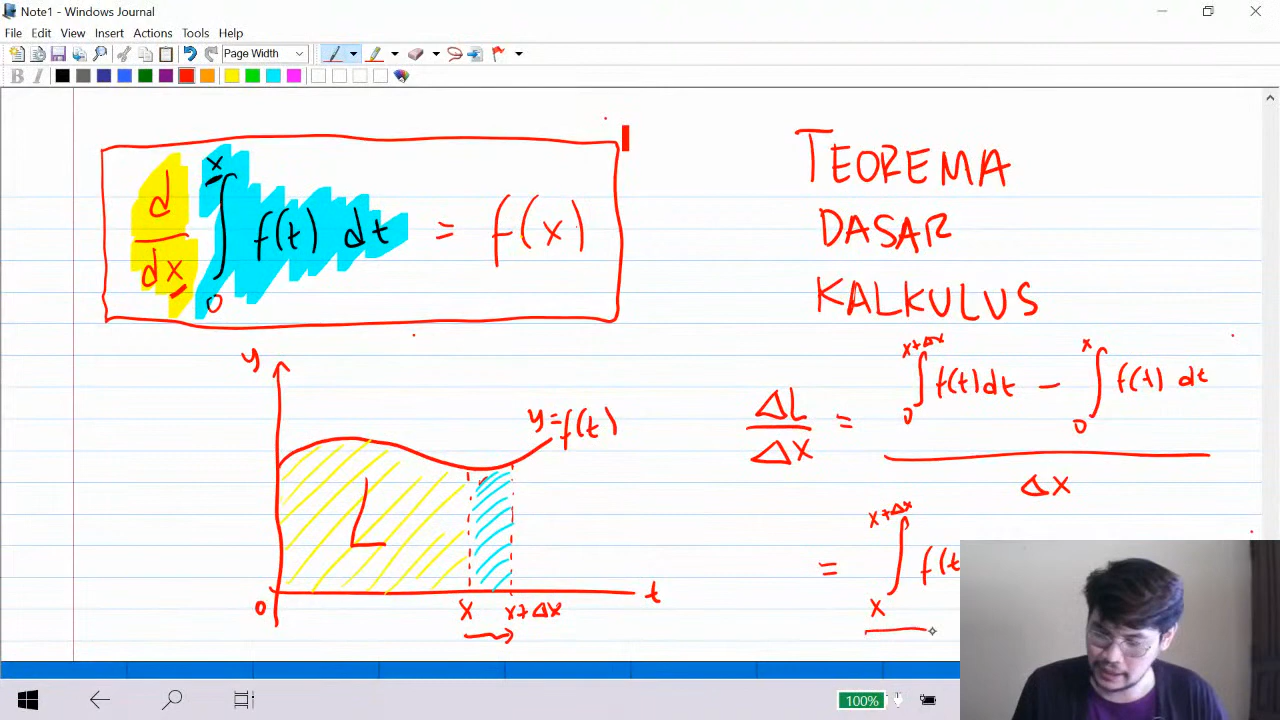 Note1 - Windows Journal
File Edit View Insert Actions Tools Help
Page Width
B I
d/dx ∫₀ˣ f(t) dt = f(x)
TEOREMA
DASAR
KALKULUS
y
y=f(t)
L
0 x x+Δx t
ΔL/Δx = (∫₀^(x+Δx) f(t)dt − ∫₀ˣ f(t) dt)/Δx
= ∫ₓ^(x+Δx) f(t
100%